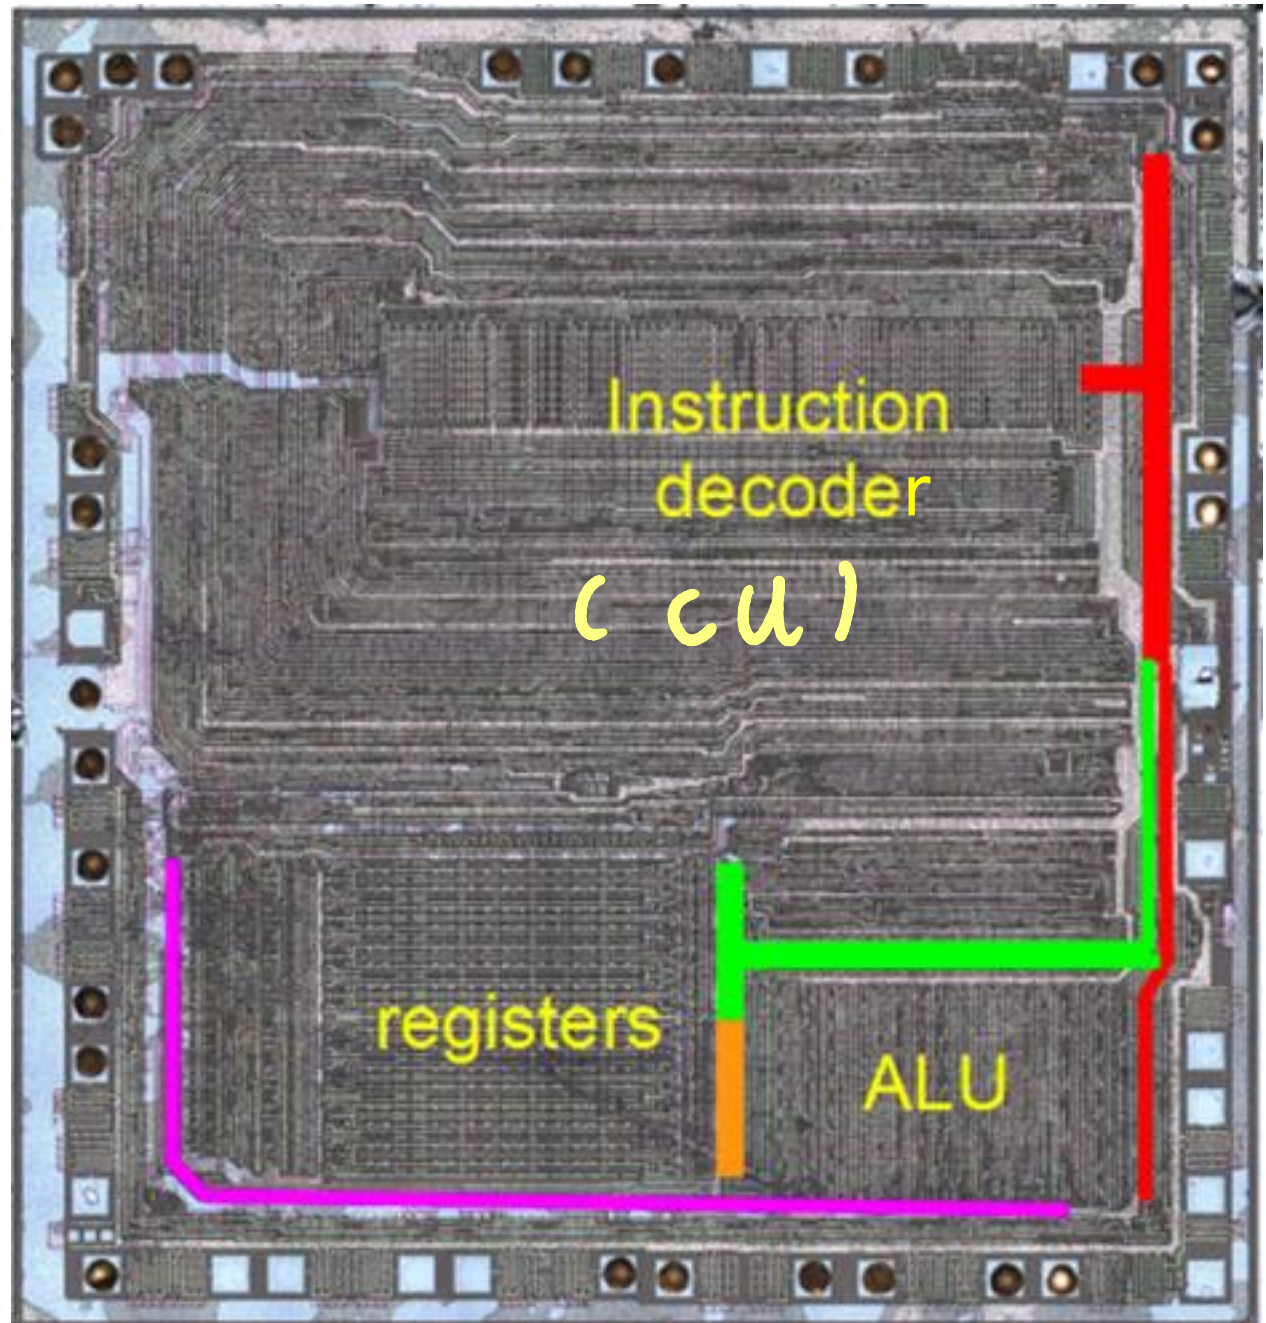 Instruction
decoder
( cu )
registers
ALU